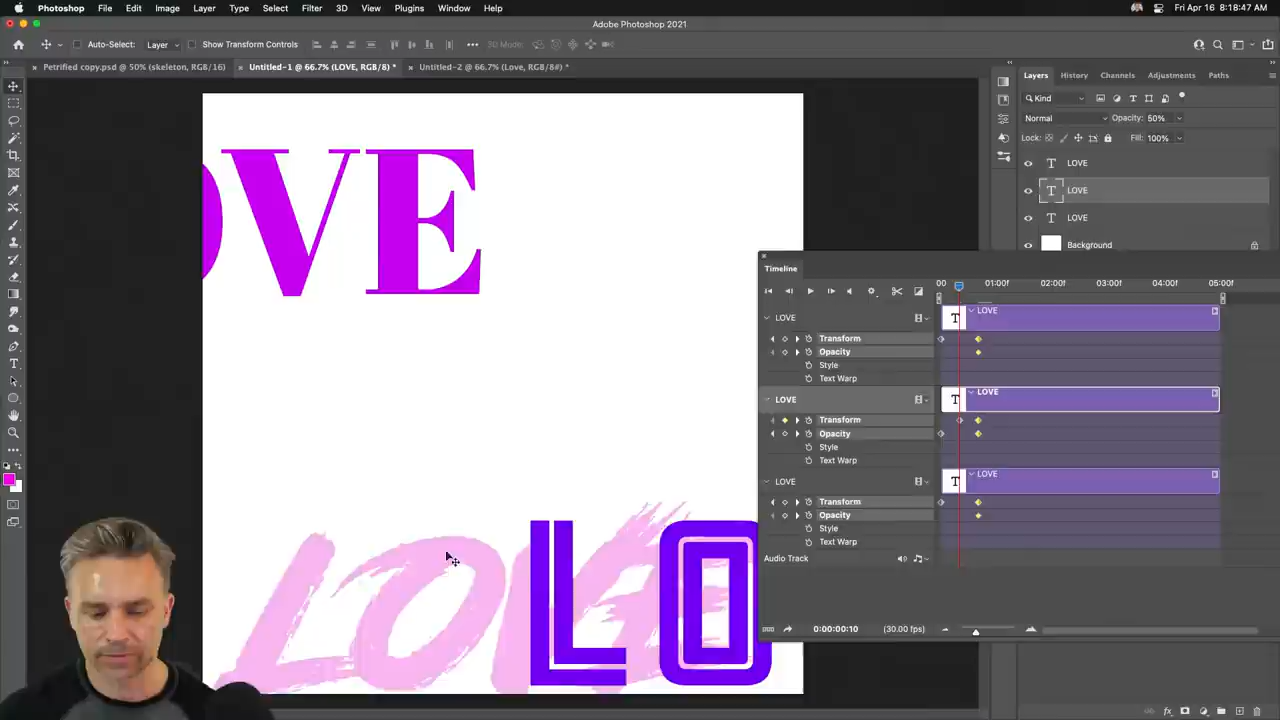 Photoshop File Edit Image Layer Type Select Filter 3D View Plugins Window Help Fri Apr 16 8:18:47 AM
Adobe Photoshop 2021
Auto-Select: Layer Show Transform Controls 3D Mode:
Petrified copy.psd @ 50% (skeleton, RGB/16) Untitled-1 @ 66.7% (LOVE, RGB/8) * Untitled-2 @ 66.7% (Love, RGB/8#) *
Layers History Channels Adjustments Paths
Kind
Normal Opacity: 50%
Lock: Fill: 100%
T LOVE
T LOVE
T LOVE
Background
OVE
LOVE
LO
Timeline
00 01:00f 02:00f 03:00f 04:00f 05:00f
LOVE T LOVE
Transform
Opacity
Style
Text Warp
LOVE T LOVE
Transform
Opacity
Style
Text Warp
LOVE T LOVE
Transform
Opacity
Style
Text Warp
Audio Track
0:00:00:10 (30.00 fps)